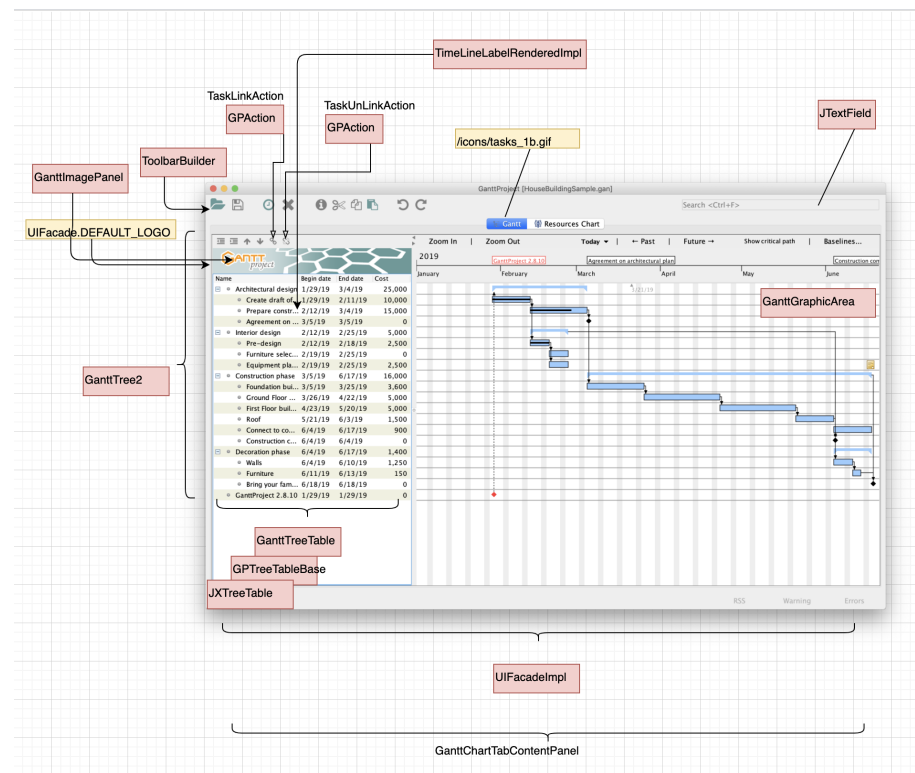 TimeLineLabelRenderedImpl
TaskLinkAction
GPAction
TaskUnLinkAction
GPAction
JTextField
/icons/tasks_1b.gif
ToolbarBuilder
GanttImagePanel
UIFacade.DEFAULT_LOGO
GanttProject [HouseBuildingSample.gan]
Search <Ctrl+F>
Gantt
Resources Chart
Zoom In | Zoom Out Today | ← Past | Future → Show critical path | Baselines...
GANTT project
2019
GanttProject 2.8.10
Agreement on architectural plan
Construction com
January February March April May June
Name Begin date End date Cost
Architectural design 1/29/19 3/4/19 25,000
Create draft of... 1/29/19 2/11/19 10,000
Prepare constr... 2/12/19 3/4/19 15,000
Agreement on ... 3/5/19 3/5/19 0
Interior design 2/12/19 2/25/19 5,000
Pre-design 2/12/19 2/18/19 2,500
Furniture selec... 2/19/19 2/25/19 0
Equipment pla... 2/19/19 2/25/19 2,500
Construction phase 3/5/19 6/17/19 16,000
Foundation bui... 3/5/19 3/25/19 3,600
Ground Floor ... 3/26/19 4/22/19 5,000
First Floor buil... 4/23/19 5/20/19 5,000
Roof 5/21/19 6/3/19 1,500
Connect to co... 6/4/19 6/17/19 900
Construction c... 6/4/19 6/4/19 0
Decoration phase 6/4/19 6/17/19 1,400
Walls 6/4/19 6/10/19 1,250
Furniture 6/11/19 6/13/19 150
Bring your fam... 6/18/19 6/18/19 0
GanttProject 2.8.10 1/29/19 1/29/19 0
GanttGraphicArea
GanttTree2
GanttTreeTable
GPTreeTableBase
JXTreeTable
RSS Warning Errors
UIFacadeImpl
GanttChartTabContentPanel